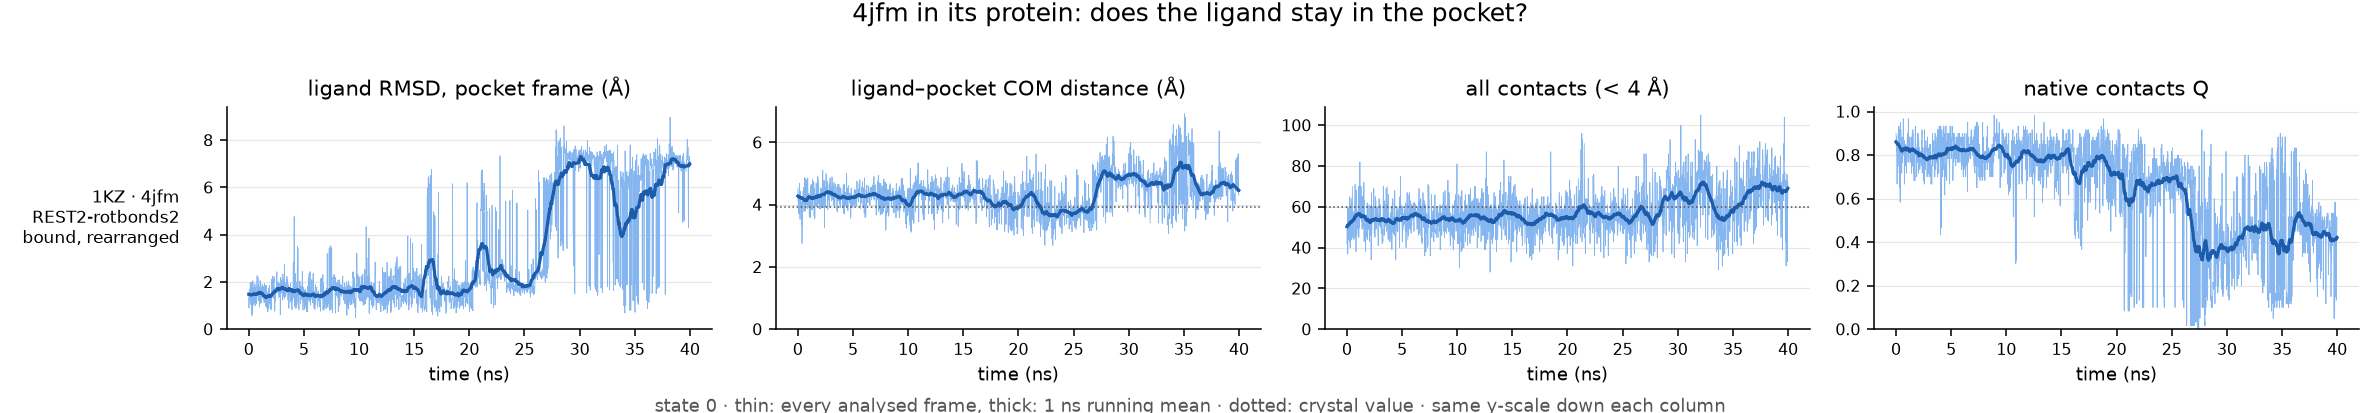 4jfm in its protein: does the ligand stay in the pocket?
1KZ · 4jfm
REST2-rotbonds2
bound, rearranged
ligand RMSD, pocket frame (Å)
8
6
4
2
0
0 5 10 15 20 25 30 35 40
time (ns)
ligand–pocket COM distance (Å)
6
4
2
0
0 5 10 15 20 25 30 35 40
time (ns)
all contacts (< 4 Å)
100
80
60
40
20
0
0 5 10 15 20 25 30 35 40
time (ns)
native contacts Q
1.0
0.8
0.6
0.4
0.2
0.0
0 5 10 15 20 25 30 35 40
time (ns)
state 0 · thin: every analysed frame, thick: 1 ns running mean · dotted: crystal value · same y-scale down each column